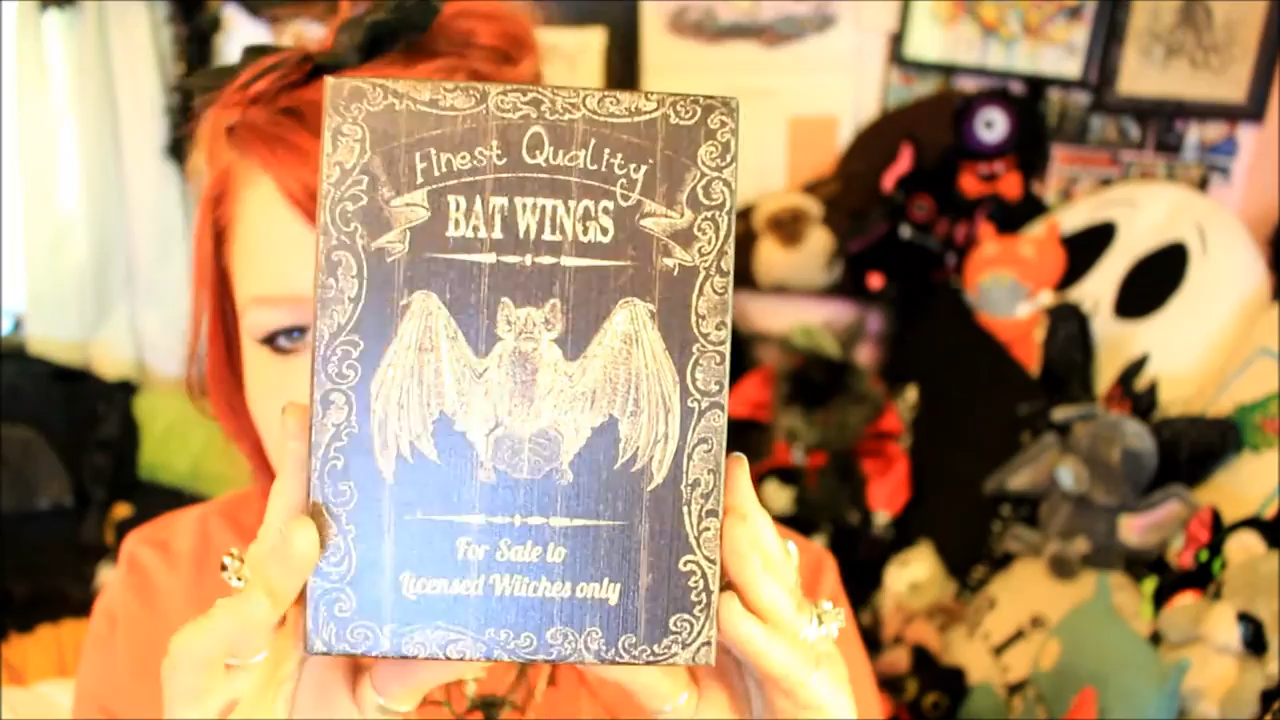 Finest Quality
BAT WINGS
For Sale to
Licensed Witches only